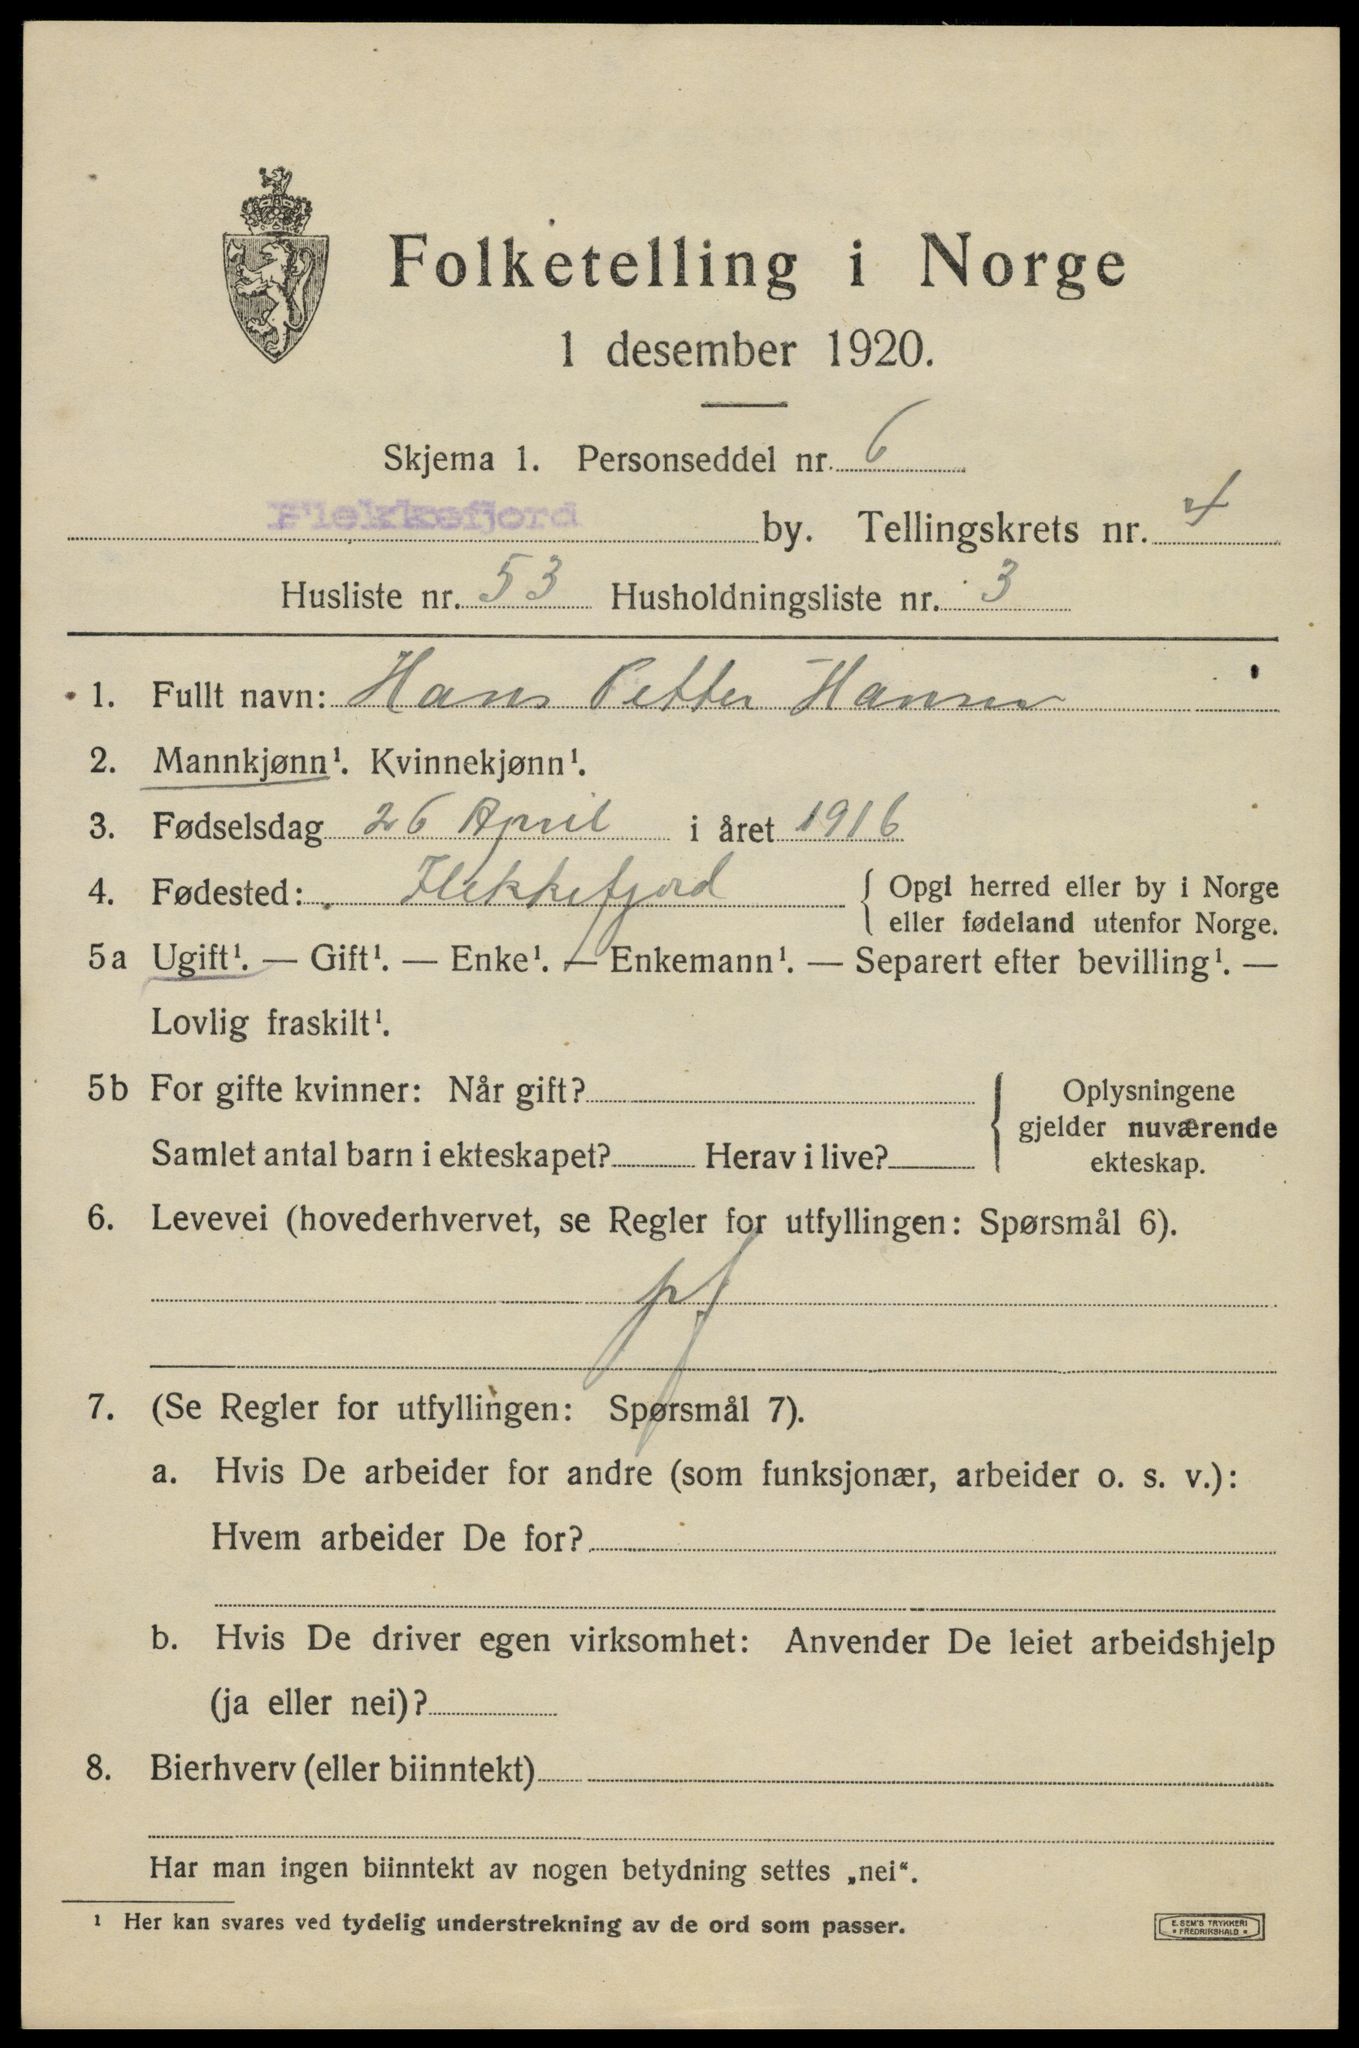 Folketelling i Norge
1 desember 1920.
Skjema 1. Personseddel nr. 6
Flekkefjord by. Tellingskrets nr. 4
Husliste nr. 53 Husholdningsliste nr. 3
1. Fullt navn: Hans Petter Hansen
2. Mannkjønn¹. Kvinnekjønn¹.
3. Fødselsdag 26 April i året 1916
4. Fødested: Flekkefjord { Opgi herred eller by i Norge
eller fødeland utenfor Norge.
5a Ugift¹. — Gift¹. — Enke¹. — Enkemann¹. — Separert efter bevilling¹. —
Lovlig fraskilt¹.
5b For gifte kvinner: Når gift? { Oplysningene
gjelder nuværende
Samlet antal barn i ekteskapet? Herav i live? ekteskap.
6. Levevei (hovederhvervet, se Regler for utfyllingen: Spørsmål 6).
pf
7. (Se Regler for utfyllingen: Spørsmål 7).
a. Hvis De arbeider for andre (som funksjonær, arbeider o. s. v.):
Hvem arbeider De for?
b. Hvis De driver egen virksomhet: Anvender De leiet arbeidshjelp
(ja eller nei)?
8. Bierhverv (eller biinntekt)
Har man ingen biinntekt av nogen betydning settes „nei“.
¹ Her kan svares ved tydelig understrekning av de ord som passer.
E. SEM'S TRYKKERI
* FREDRIKSHALD *